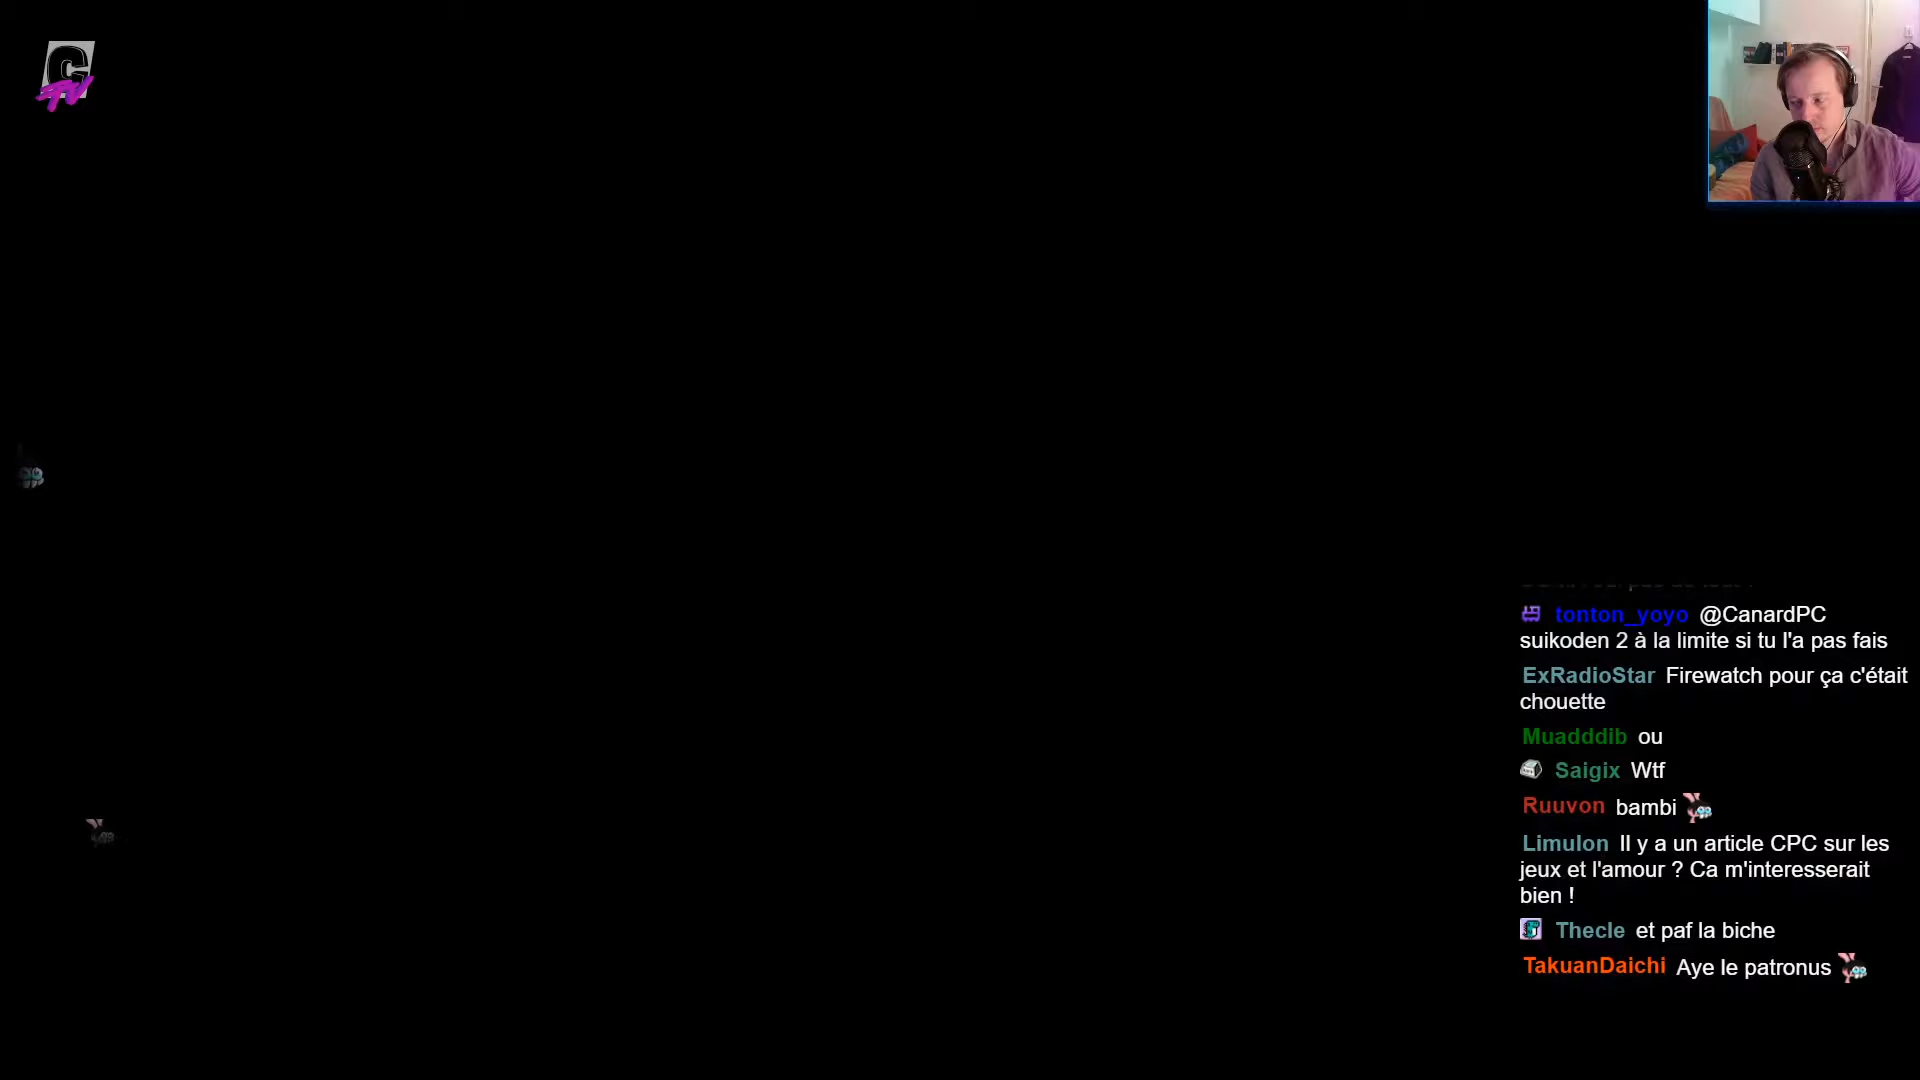 C
TV
tonton_yoyo @CanardPC
suikoden 2 à la limite si tu l'a pas fais
ExRadioStar Firewatch pour ça c'était
chouette
Muadddib ou
Saigix Wtf
Ruuvon bambi
Limulon Il y a un article CPC sur les
jeux et l'amour ? Ca m'interesserait
bien !
Thecle et paf la biche
TakuanDaichi Aye le patronus